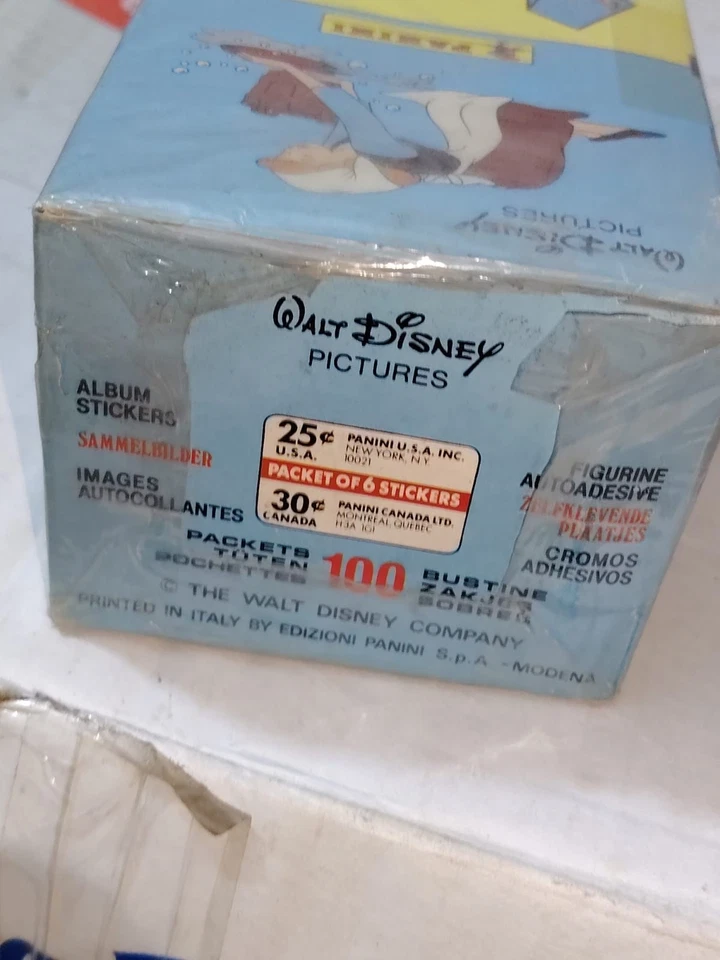 PANINI
WALT DISNEY
PICTURES
WALT DISNEY
PICTURES
ALBUM
STICKERS
SAMMELBILDER
IMAGES
AUTOCOLLANTES
25¢
U.S.A.
PANINI U.S.A. INC.
NEW YORK, N.Y.
10021
PACKET OF 6 STICKERS
30¢
CANADA
PANINI CANADA LTD.
MONTREAL, QUEBEC
H3A 1G1
FIGURINE
AUTOADESIVE
ZELFKLEVENDE
PLAATJES
CROMOS
ADHESIVOS
PACKETS
TÜTEN
POCHETTES
100
BUSTINE
ZAKJES
SOBRES
© THE WALT DISNEY COMPANY
PRINTED IN ITALY BY EDIZIONI PANINI S.p.A. - MODENA